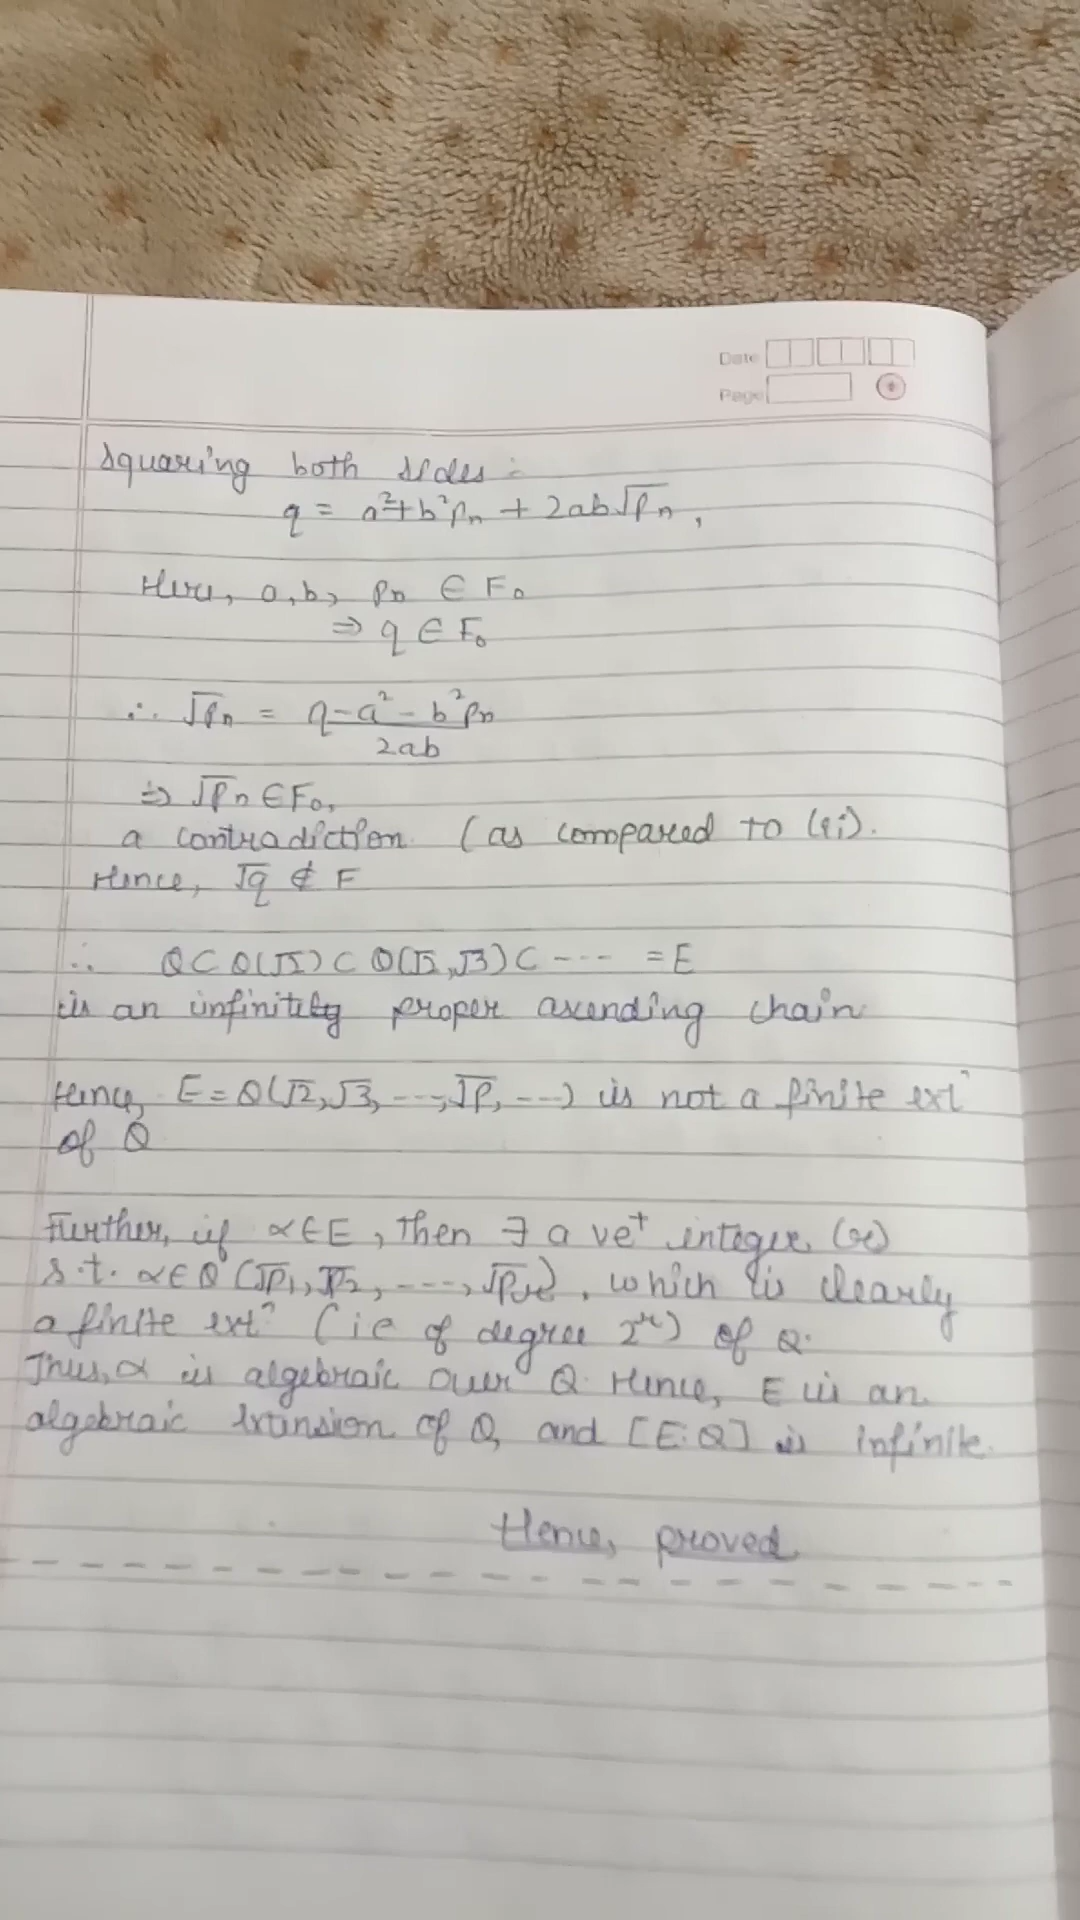 Date
Page
Squaring both sides:
q = a²+b²pₙ + 2ab√pₙ,
Here, a,b, pₙ ∈ F₀
⇒ q ∈ F₀
∴ √pₙ = q-a²-b²pₙ / 2ab
⇒ √pₙ ∈ F₀,
a contradiction (as compared to (ii).
Hence, √q ∉ F
∴ Q⊂Q(√2)⊂Q(√2,√3)⊂---- =E
is an infinitely proper ascending chain
Hence, E=Q(√2,√3,---,√p,---) is not a finite extⁿ
of Q
Further, if α∈E, then ∃ a ve⁺ integer (r)
s.t. α∈Q(√p₁,√p₂,----,√pᵣ), which is clearly
a finite extⁿ (ie of degree 2ʳ) of Q.
Thus, α is algebraic over Q. Hence, E is an
algebraic extension of Q, and [E:Q] is infinite.
Hence, proved